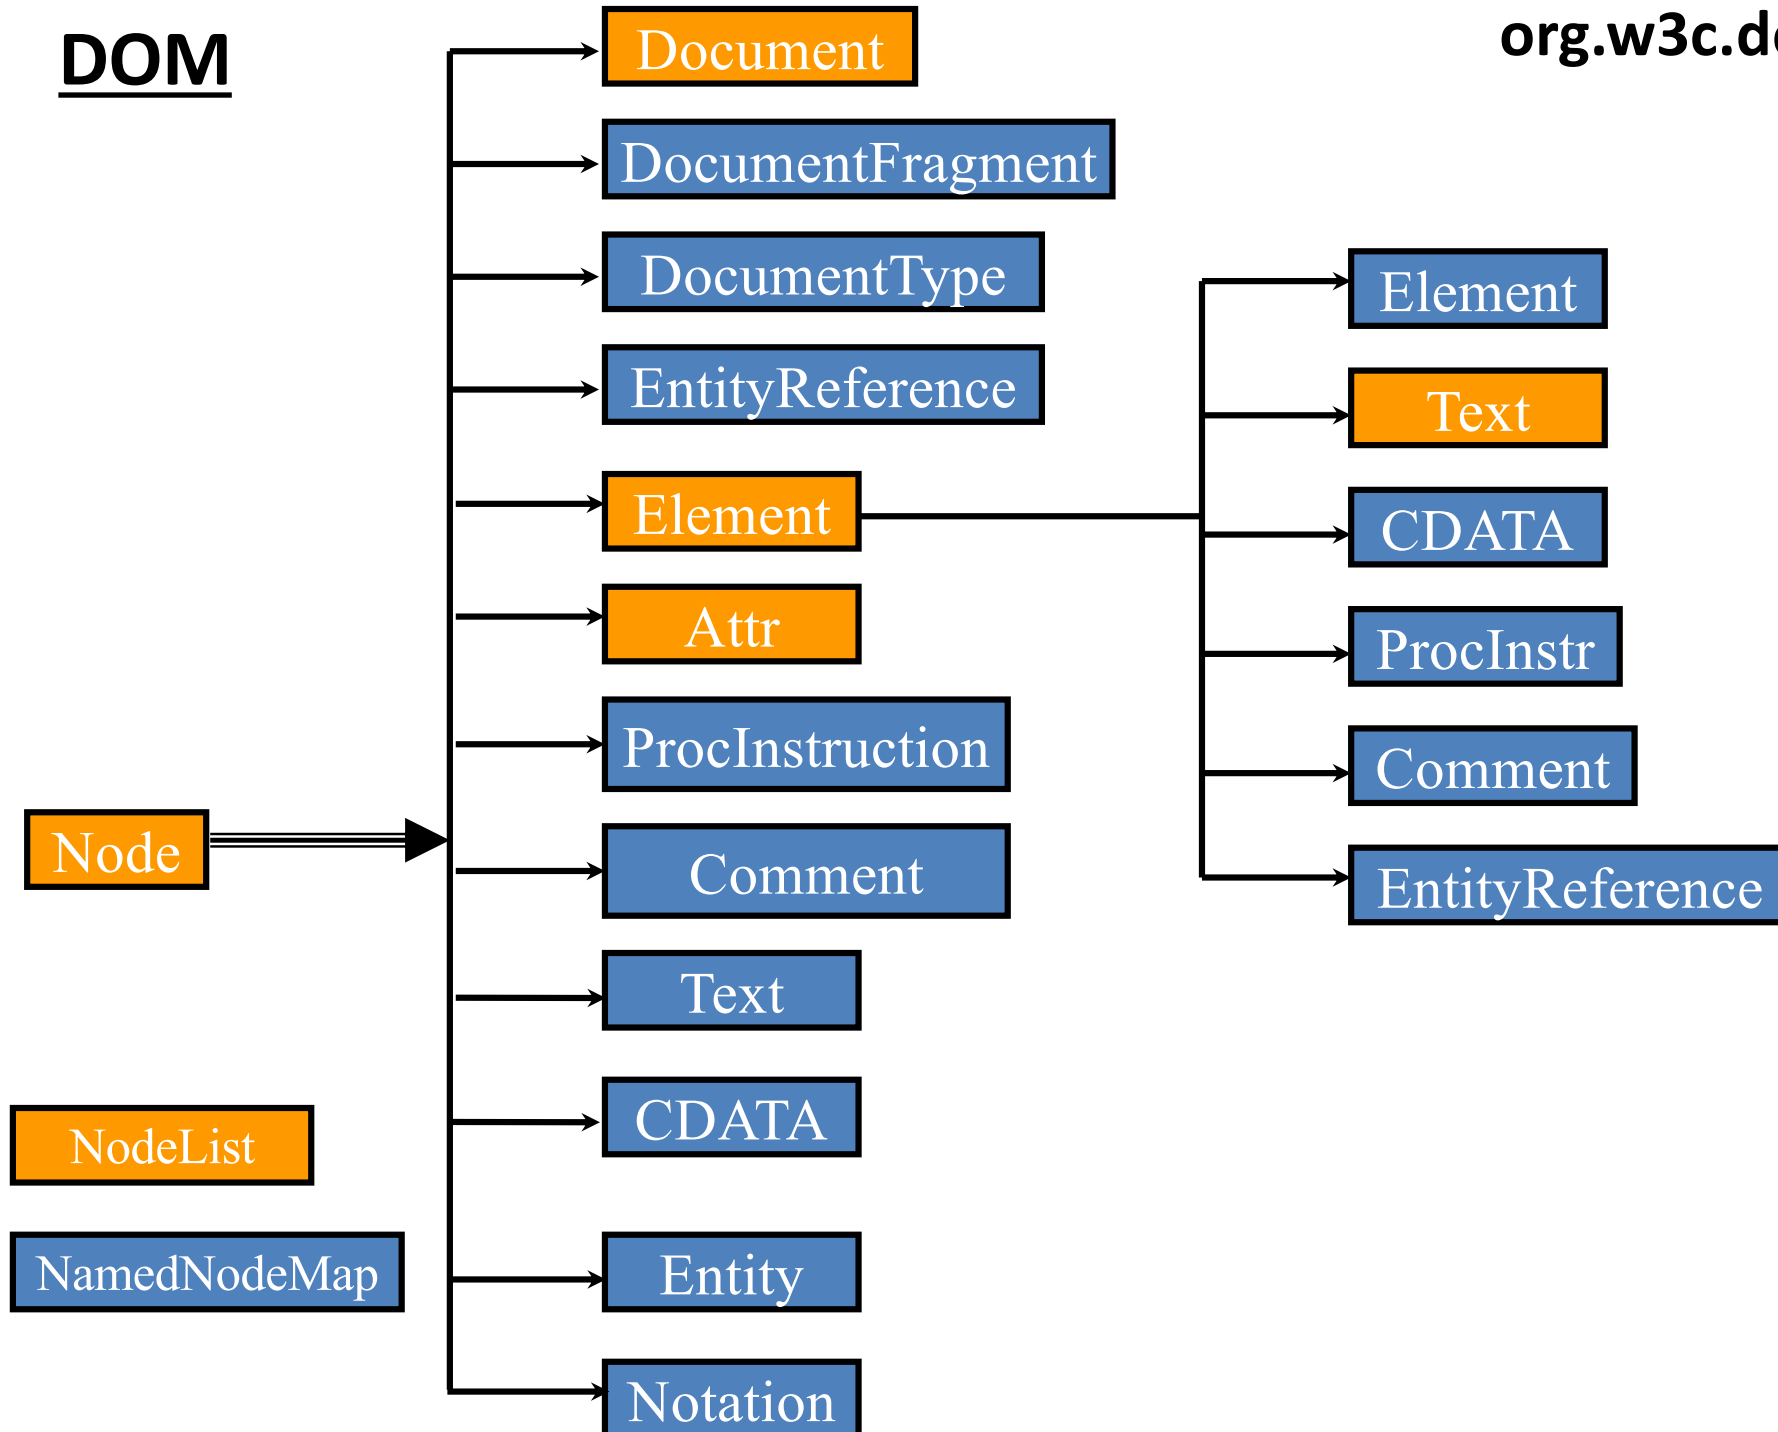 DOM
org.w3c.d
Document
DocumentFragment
DocumentType
EntityReference
Element
Attr
ProcInstruction
Comment
Text
CDATA
Entity
Notation
Node
NodeList
NamedNodeMap
Element
Text
CDATA
ProcInstr
Comment
EntityReference